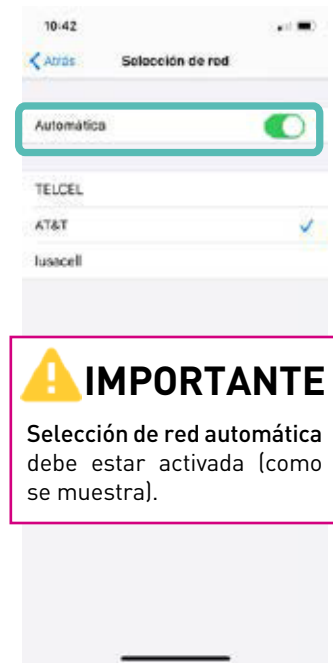 10:42
Atrás Selección de red
Automática
TELCEL
AT&T
Iusacell
IMPORTANTE
Selección de red automática
debe estar activada (como
se muestra).